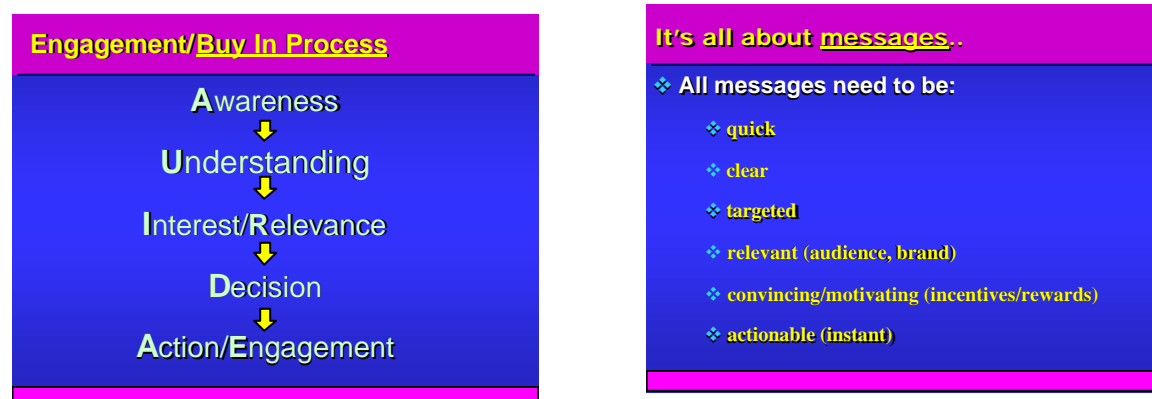 Engagement/Buy In Process
Awareness
Understanding
Interest/Relevance
Decision
Action/Engagement
It's all about messages..
All messages need to be:
quick
clear
targeted
relevant (audience, brand)
convincing/motivating (incentives/rewards)
actionable (instant)